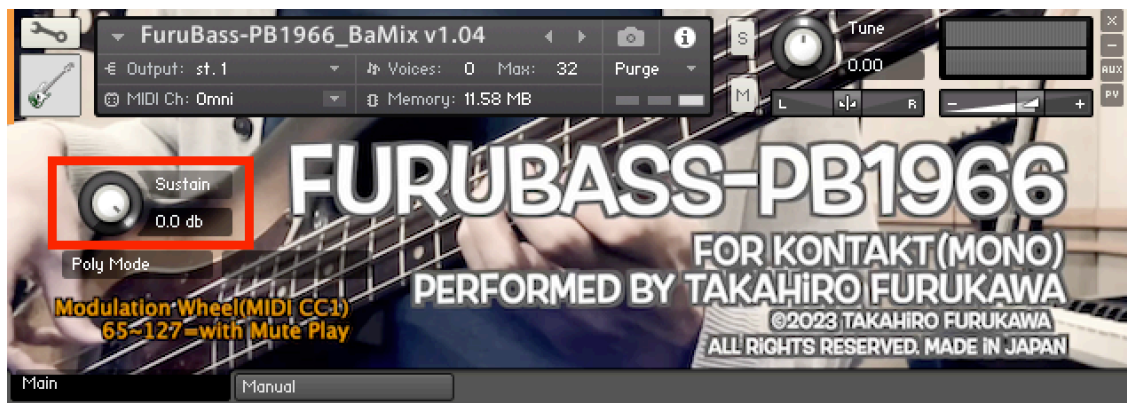 FuruBass-PB1966_BaMix v1.04
S
Tune
0.00
Output: st.1
Voices: 0 Max: 32
Purge
MIDI Ch: Omni
Memory: 11.58 MB
M
L
R
-
+
×
-
AUX
PV
Sustain
0.0 db
Poly Mode
Modulation Wheel(MIDI CC1)
65~127=with Mute Play
FURUBASS-PB1966
FOR KONTAKT(MONO)
PERFORMED BY TAKAHiRO FURUKAWA
©2023 TAKAHiRO FURUKAWA
ALL RiGHTS RESERVED. MADE iN JAPAN
Main
Manual